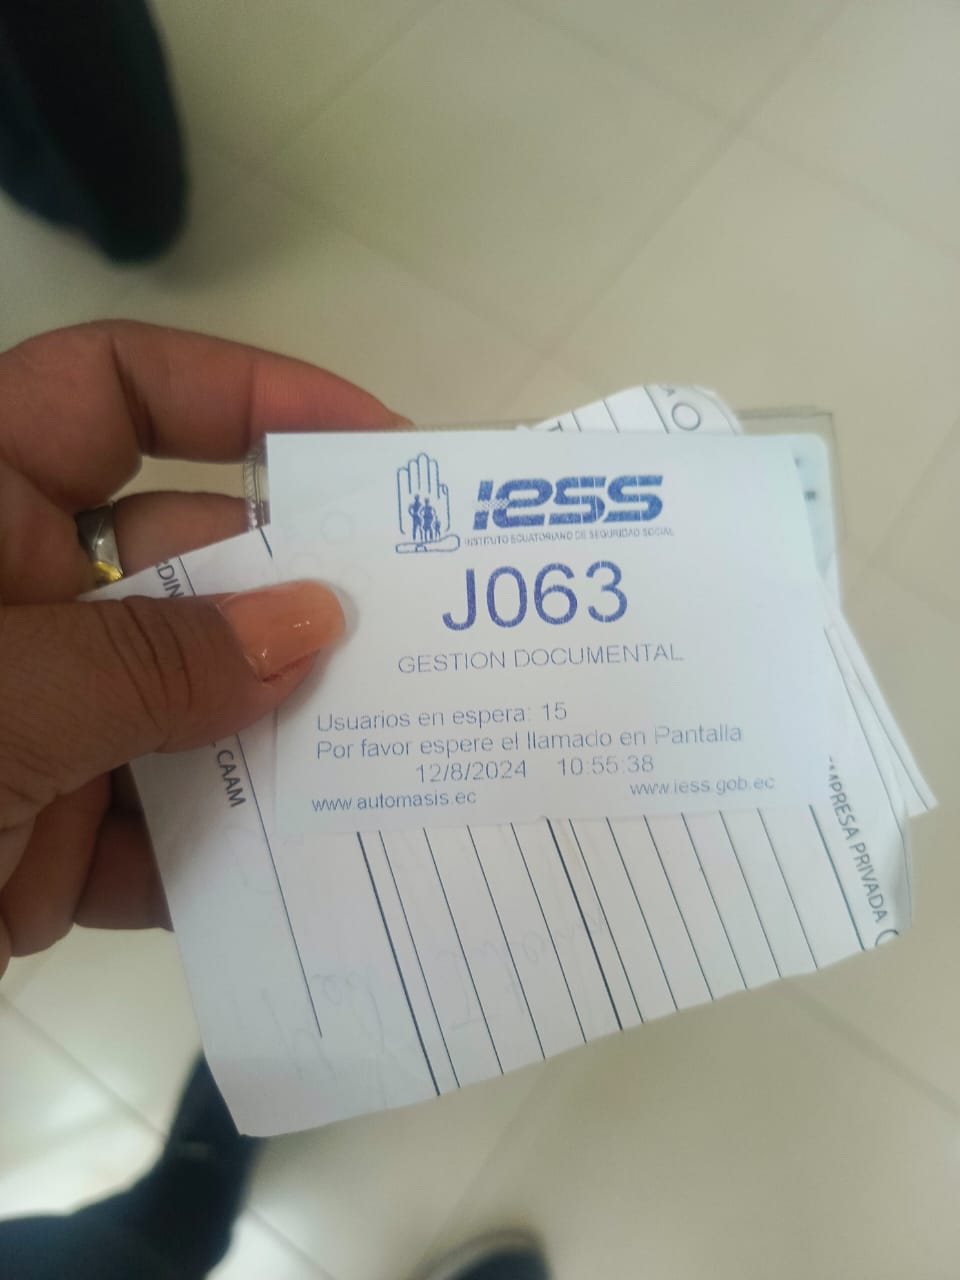 IESS
INSTITUTO ECUATORIANO DE SEGURIDAD SOCIAL
J063
GESTION DOCUMENTAL
Usuarios en espera: 15
Por favor espere el llamado en Pantalla
12/8/2024 10:55:38
www.automasis.ec www.iess.gob.ec
CAAM
EMPRESA PRIVADA